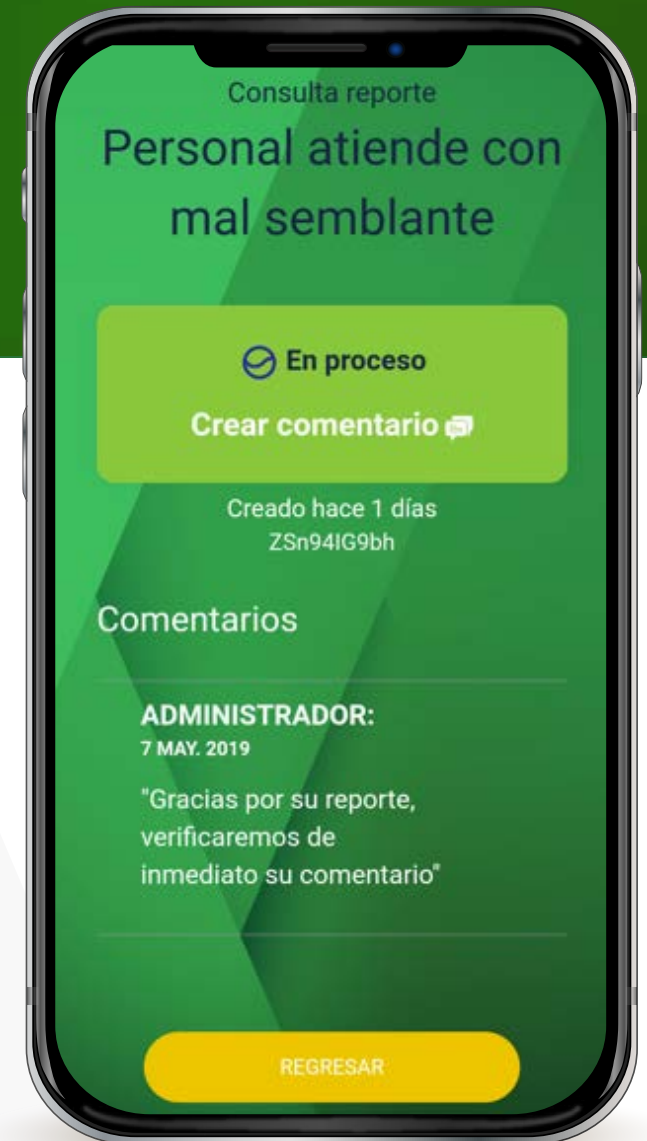 Consulta reporte
Personal atiende con
mal semblante
En proceso
Crear comentario
Creado hace 1 días
ZSn94IG9bh
Comentarios
ADMINISTRADOR:
7 MAY. 2019
"Gracias por su reporte,
verificaremos de
inmediato su comentario"
REGRESAR